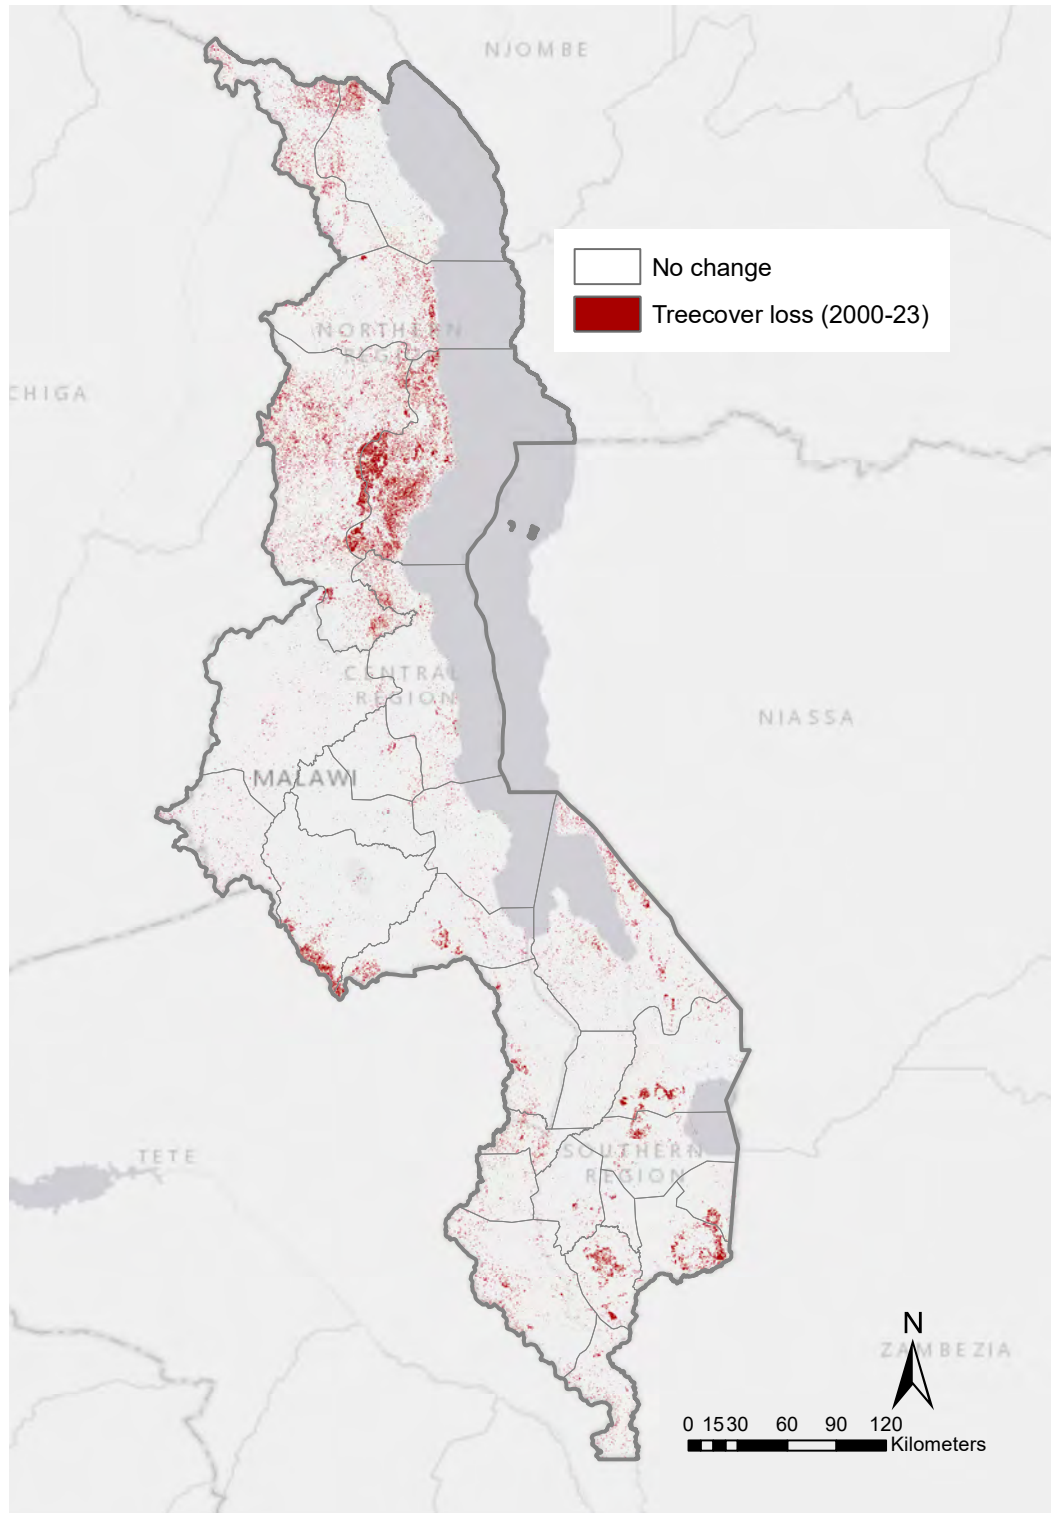 NJOMBE
No change
Treecover loss (2000-23)
NORTHERN
REGION
CHIGA
CENTRAL
REGION
NIASSA
MALAWI
TETE
SOUTHERN
REGION
N
ZAMBEZIA
0 15 30 60 90 120
Kilometers